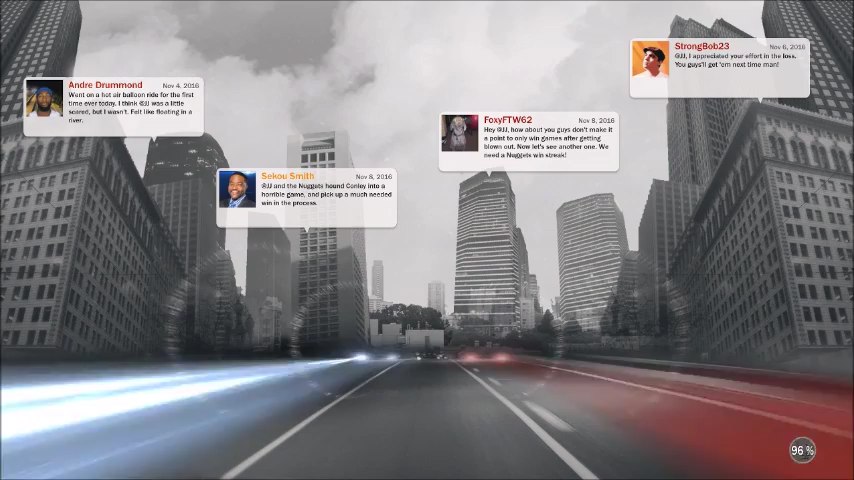 Andre Drummond Nov 4, 2016
Went on a hot air balloon ride for the first
time ever today. I think @JJ was a little
scared, but I wasn't. Felt like floating in a
river.
Sekou Smith Nov 8, 2016
@JJ and the Nuggets hound Conley into a
horrible game, and pick up a much needed
win in the process.
FoxyFTW62 Nov 8, 2016
Hey @JJ, how about you guys don't make it
a point to only win games after getting
blown out. Now let's see another one. We
need a Nuggets win streak!
StrongBob23 Nov 6, 2016
@JJ, I appreciated your effort in the loss.
You guys'll get 'em next time man!
96 %